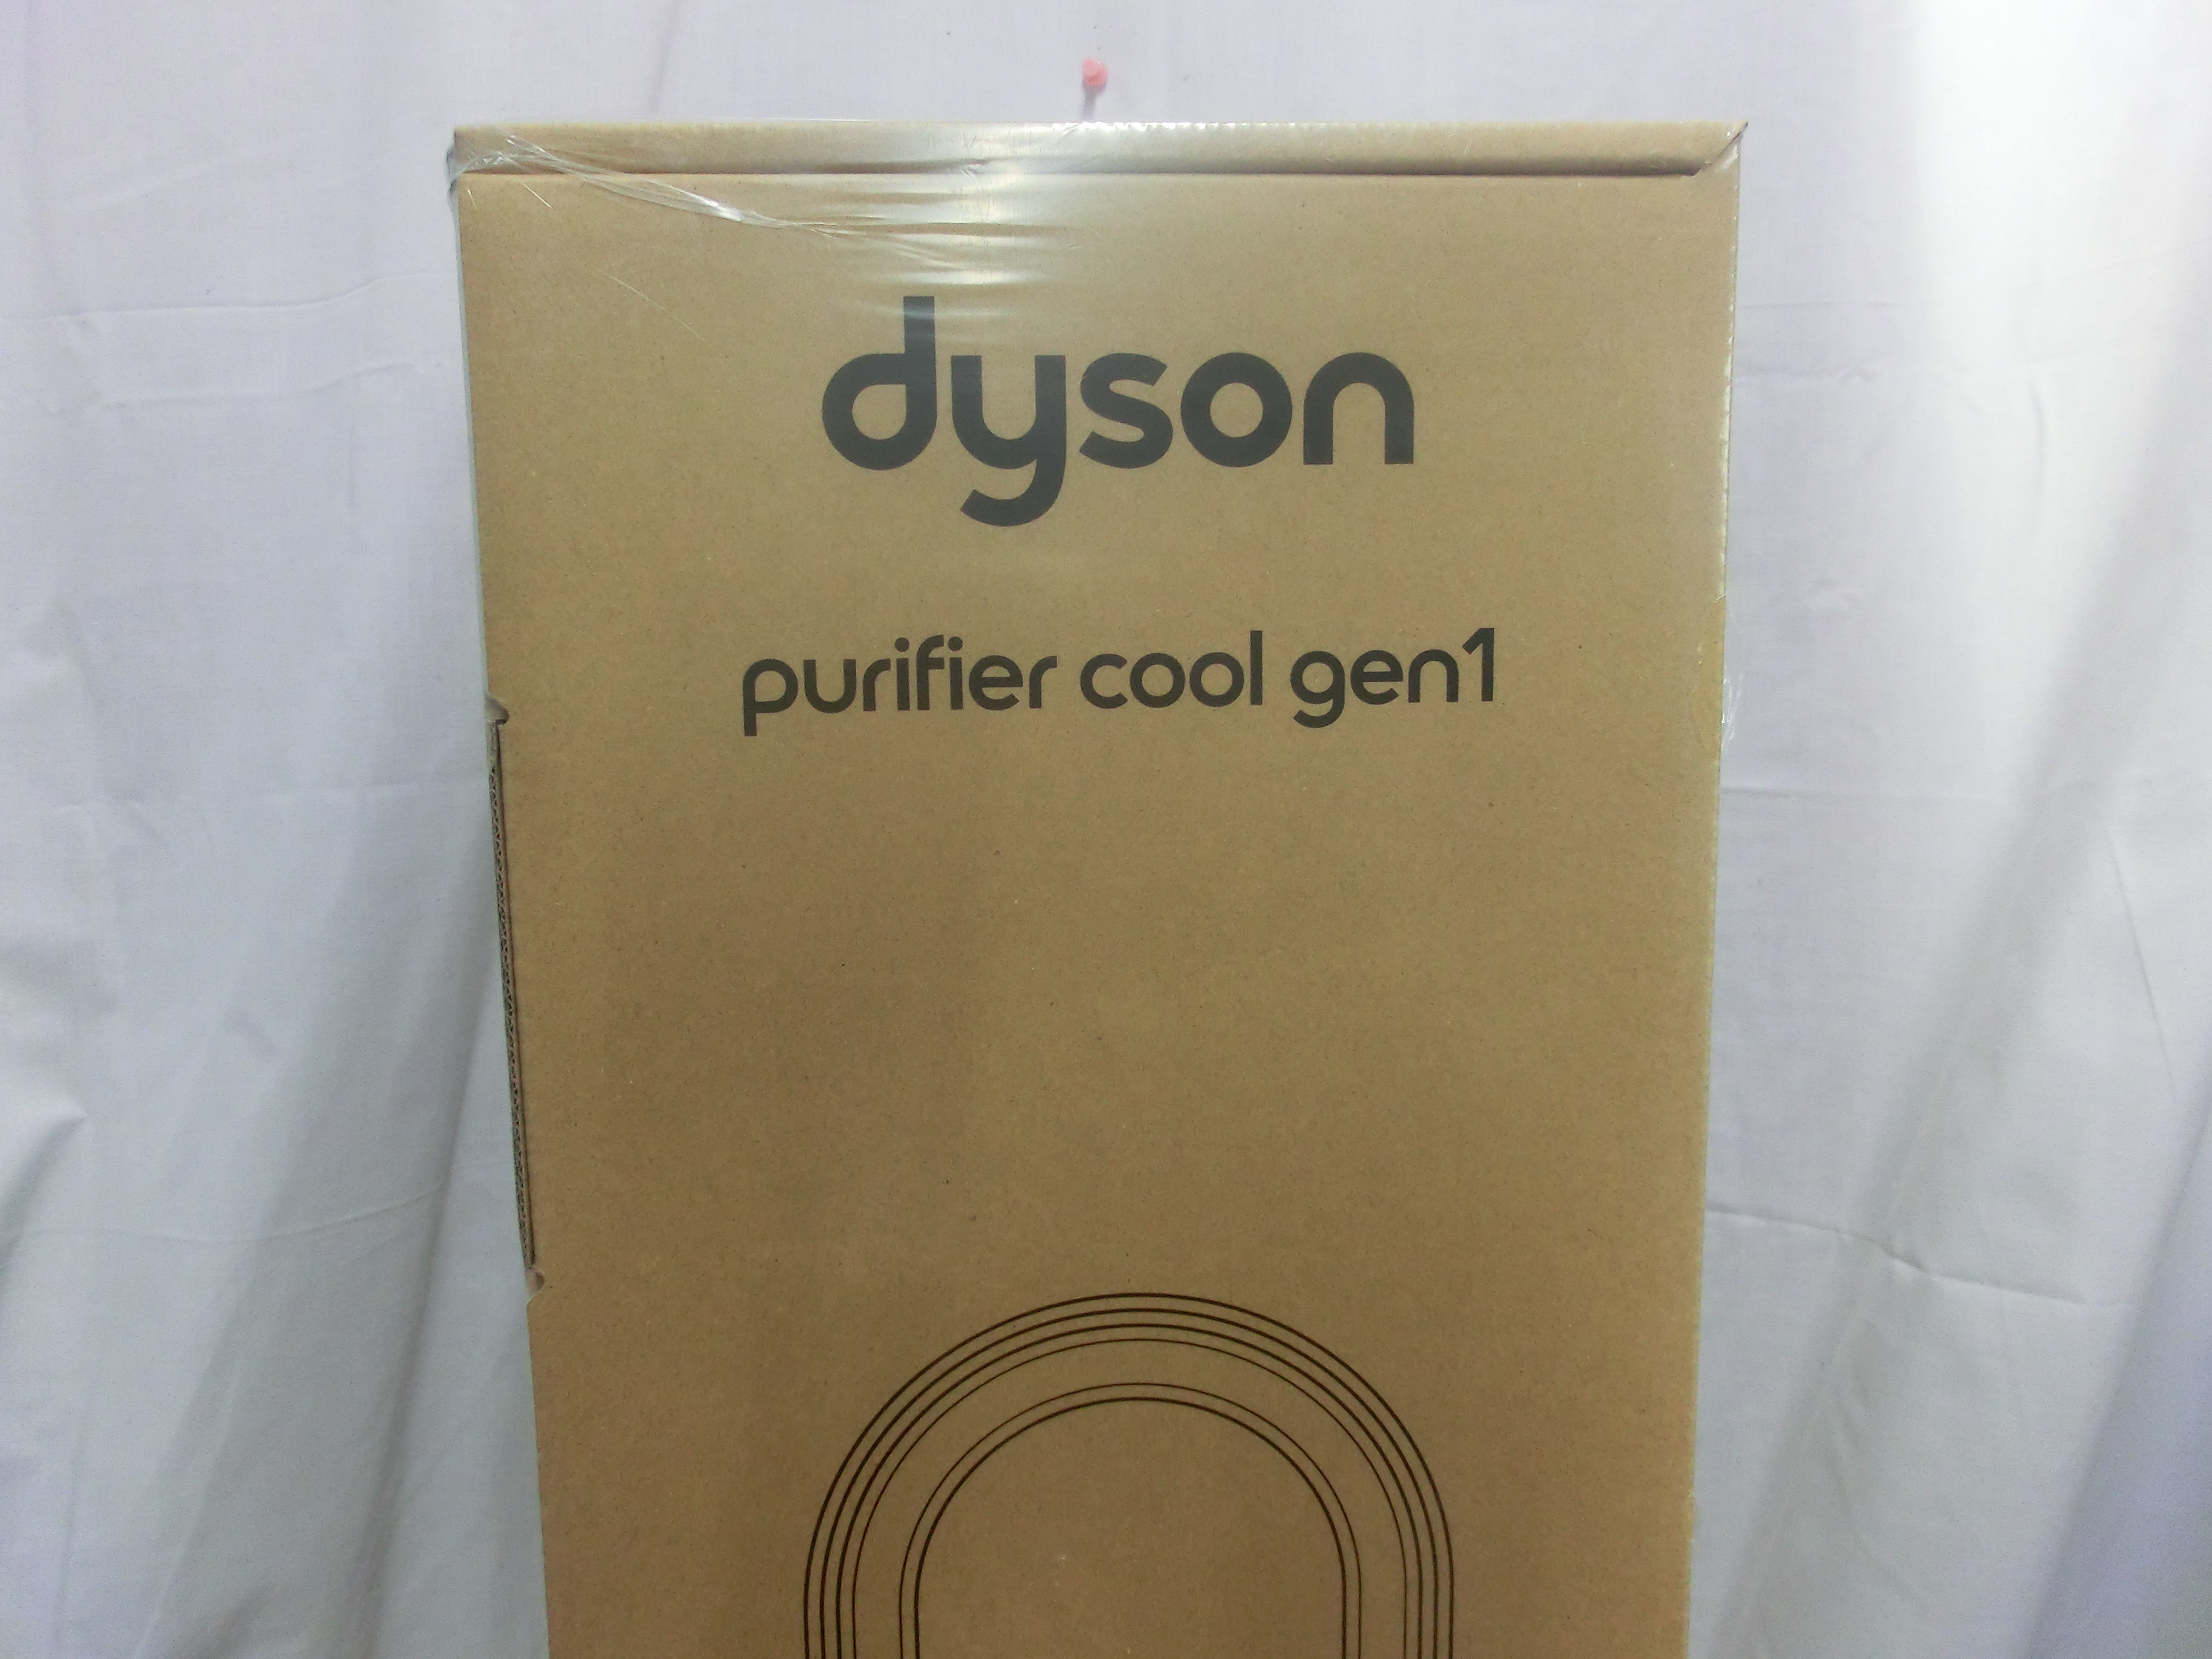 dyson
purifier cool gen1